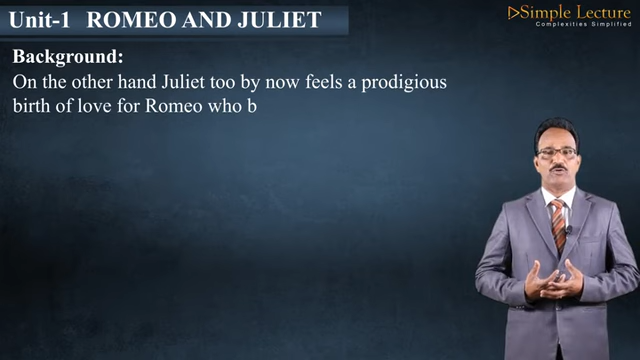 Unit-1 ROMEO AND JULIET
Simple Lecture
Complexities Simplified
Background:
On the other hand Juliet too by now feels a prodigious
birth of love for Romeo who b